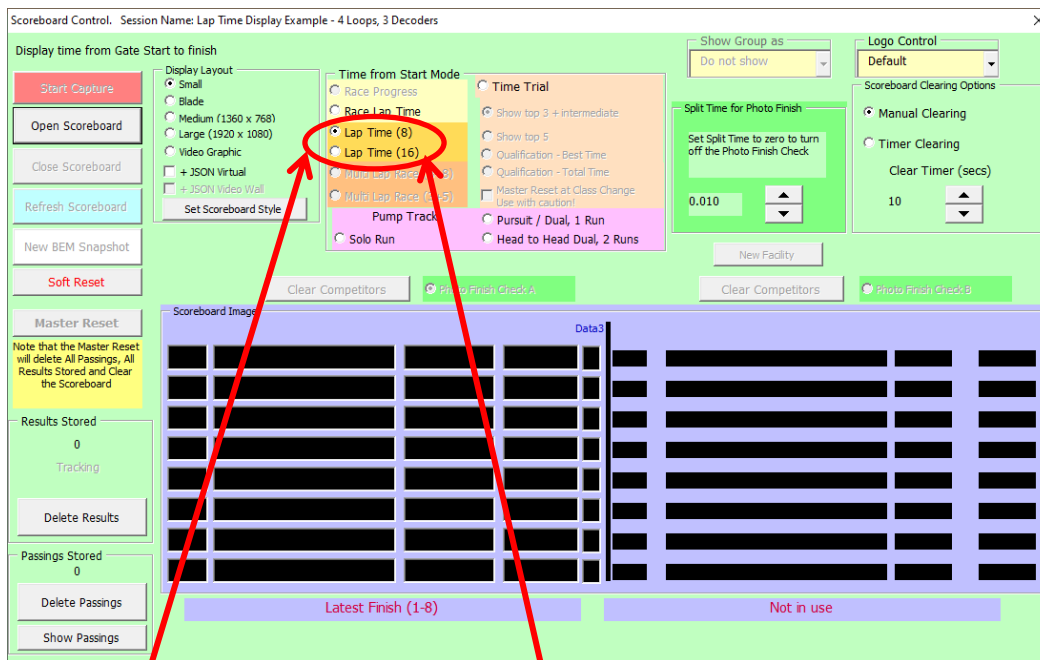 Scoreboard Control.  Session Name: Lap Time Display Example - 4 Loops, 3 Decoders
Display time from Gate Start to finish
Start Capture
Open Scoreboard
Close Scoreboard
Refresh Scoreboard
New BEM Snapshot
Soft Reset
Master Reset
Note that the Master Reset
will delete All Passings, All
Results Stored and Clear
the Scoreboard
Results Stored
0
Tracking
Delete Results
Passings Stored
0
Delete Passings
Show Passings
Display Layout
Small
Blade
Medium (1360 x 768)
Large (1920 x 1080)
Video Graphic
+ JSON Virtual
+ JSON Video Wall
Set Scoreboard Style
Time from Start Mode
Race Progress
Race Lap Time
Lap Time (8)
Lap Time (16)
Multi Lap Race
Multi Lap Race
Time Trial
Show top 3 + intermediate
Show top 5
Qualification - Best Time
Qualification - Total Time
Master Reset at Class Change
Use with caution!
Pump Track
Solo Run
Pursuit / Dual, 1 Run
Head to Head Dual, 2 Runs
Show Group as
Do not show
Logo Control
Default
Split Time for Photo Finish
Set Split Time to zero to turn
off the Photo Finish Check
0.010
Scoreboard Clearing Options
Manual Clearing
Timer Clearing
Clear Timer (secs)
10
New Facility
Clear Competitors
Photo Finish Check A
Clear Competitors
Photo Finish Check B
Scoreboard Image
Data3
Latest Finish (1-8)
Not in use